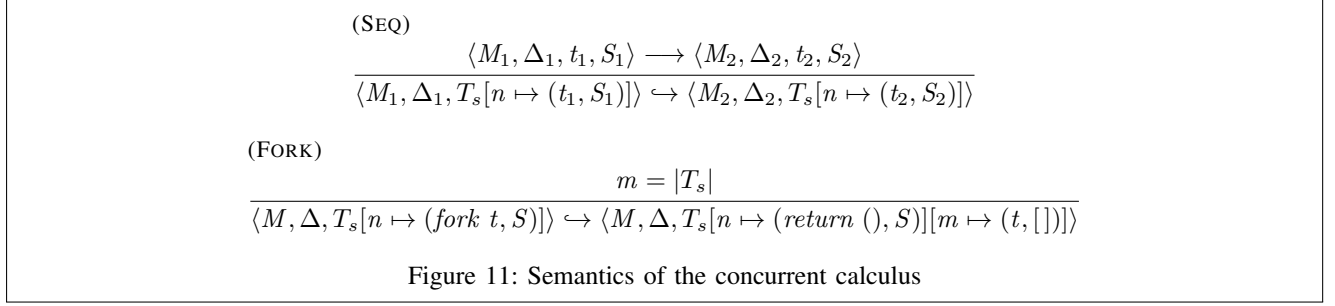 (SEQ)
⟨M₁, Δ₁, t₁, S₁⟩ ⟶ ⟨M₂, Δ₂, t₂, S₂⟩
⟨M₁, Δ₁, Tₛ[n ↦ (t₁, S₁)]⟩ ↪ ⟨M₂, Δ₂, Tₛ[n ↦ (t₂, S₂)]⟩
(FORK)
m = |Tₛ|
⟨M, Δ, Tₛ[n ↦ (fork t, S)]⟩ ↪ ⟨M, Δ, Tₛ[n ↦ (return (), S)][m ↦ (t, [ ])]⟩
Figure 11: Semantics of the concurrent calculus